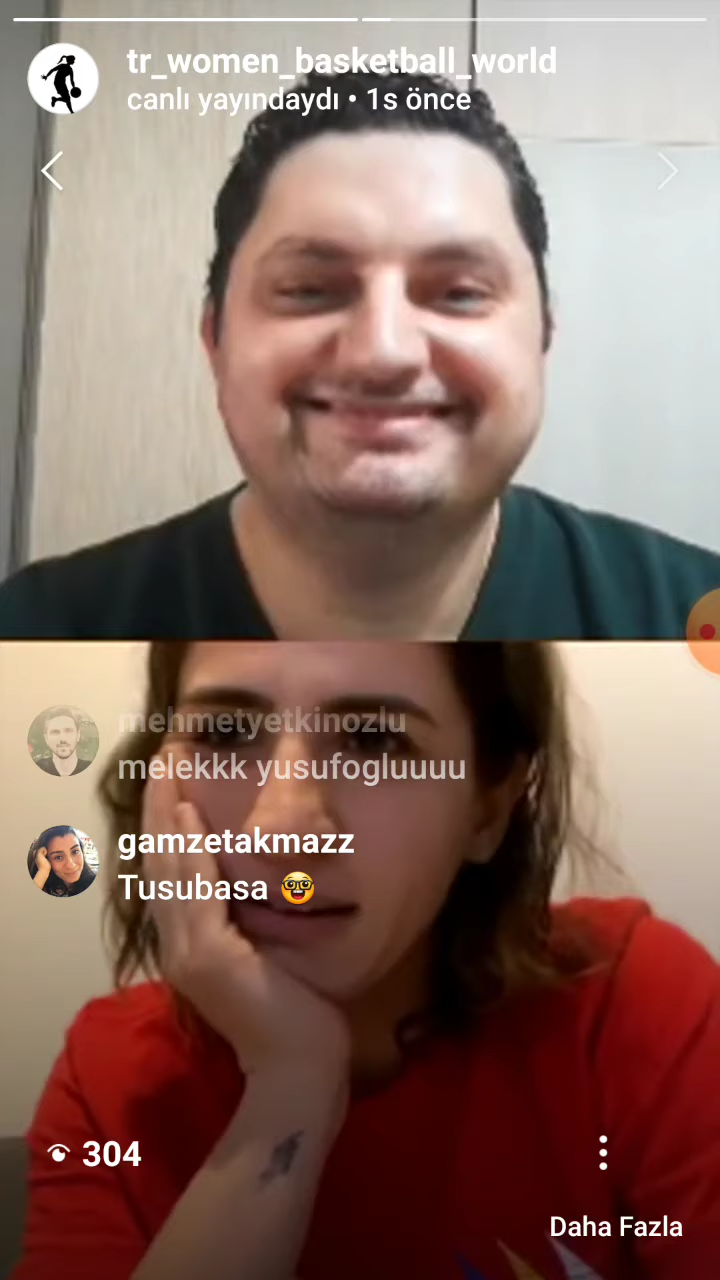 tr_women_basketball_world
canlı yayındaydı • 1s önce
mehmetyetkinozlu
melekkk yusufogluuuu
gamzetakmazz
Tusubasa 🤓
304
Daha Fazla